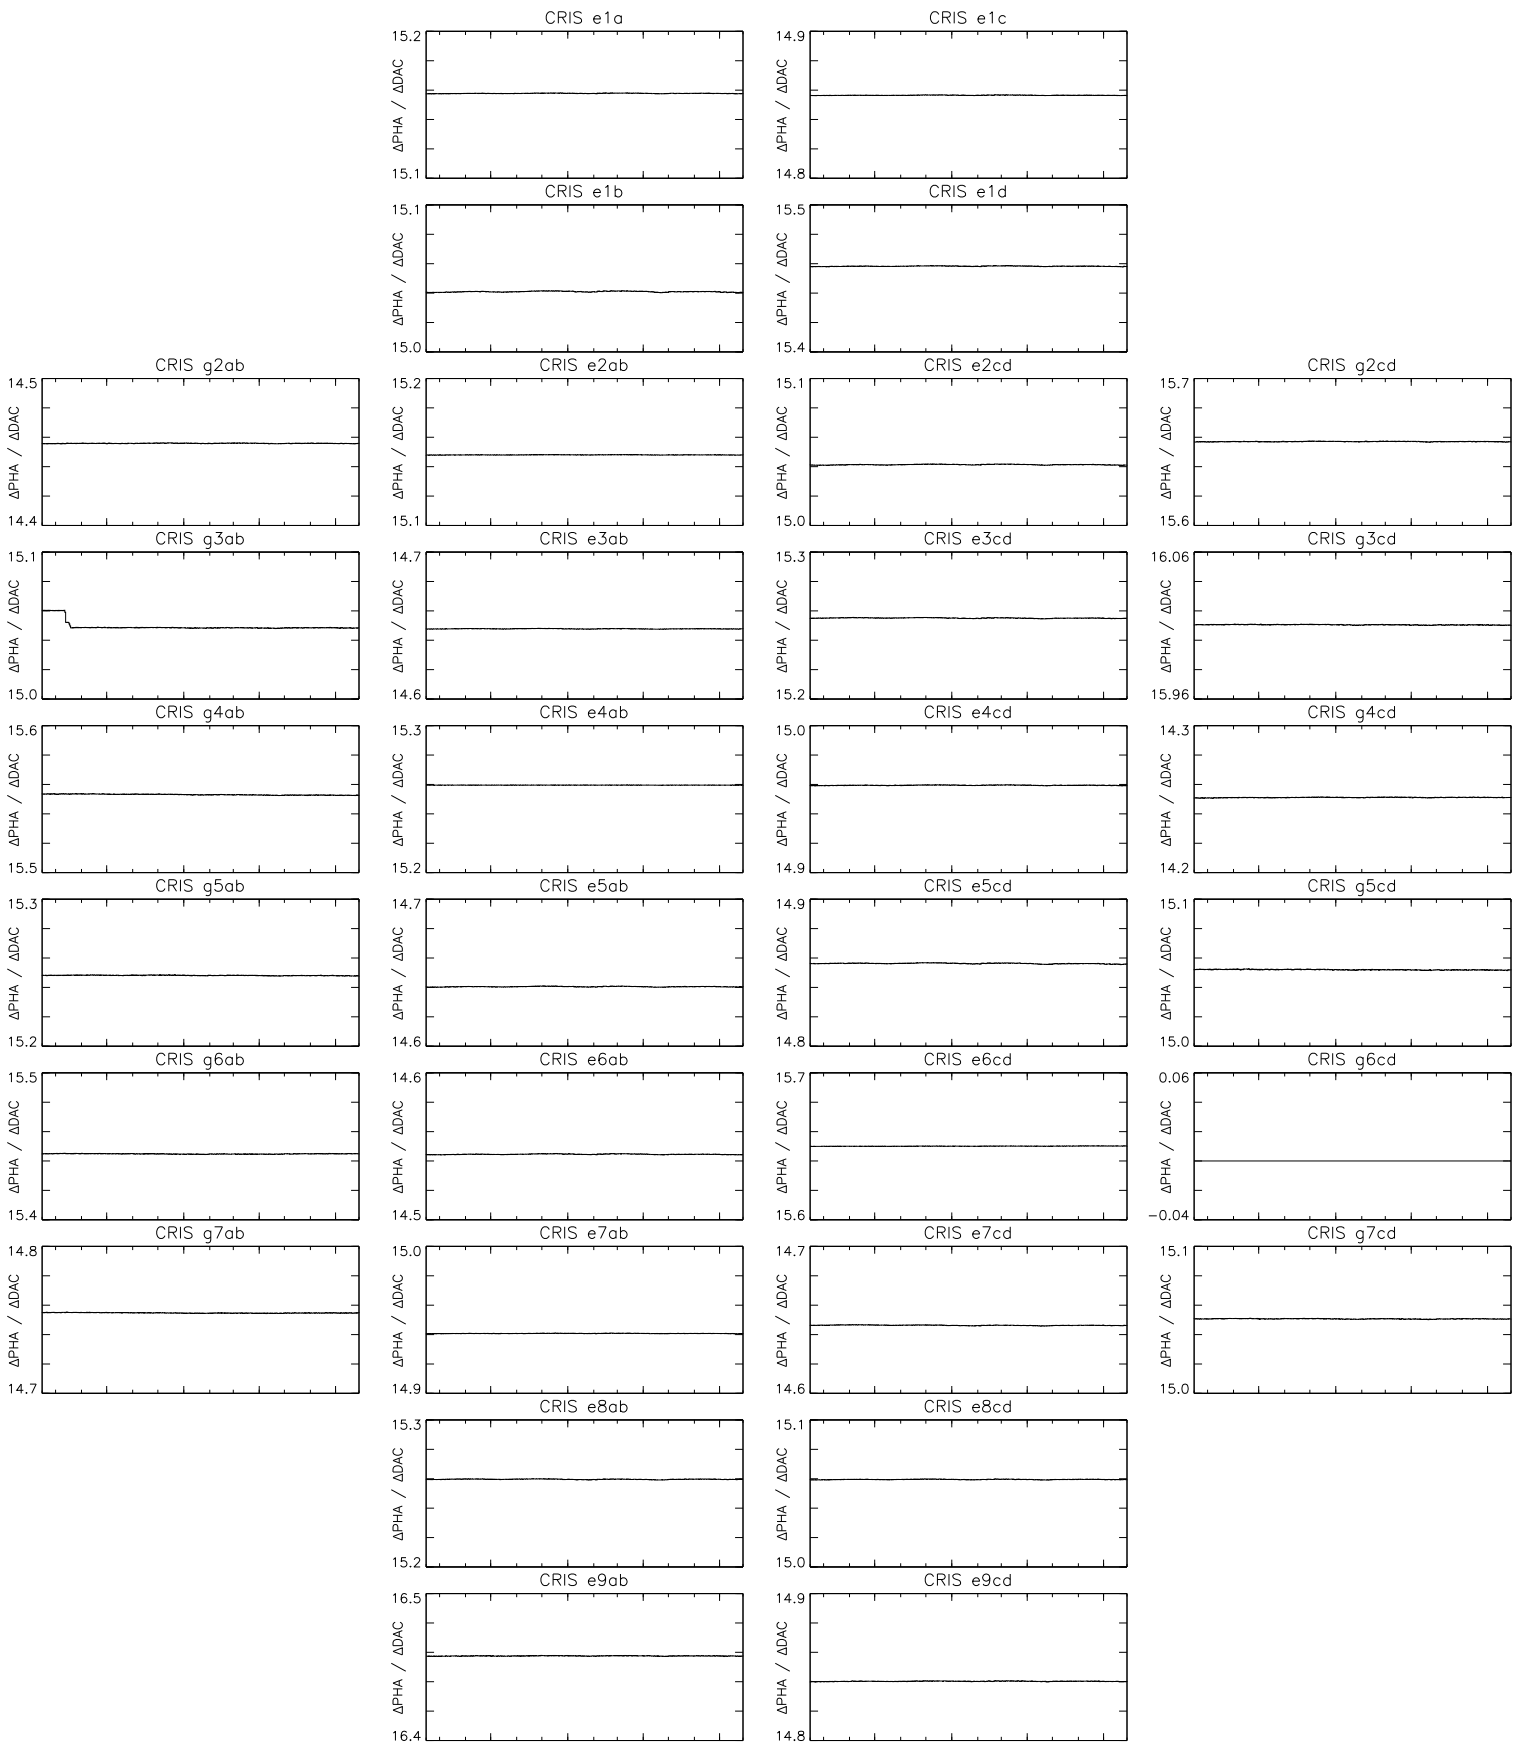 CRIS e1a
CRIS e1c
15.2
ΔPHA / ΔDAC
15.1
14.9
ΔPHA / ΔDAC
14.8
CRIS e1b
CRIS e1d
15.1
ΔPHA / ΔDAC
15.0
15.5
ΔPHA / ΔDAC
15.4
CRIS g2ab
CRIS e2ab
CRIS e2cd
CRIS g2cd
14.5
ΔPHA / ΔDAC
14.4
15.2
ΔPHA / ΔDAC
15.1
15.1
ΔPHA / ΔDAC
15.0
15.7
ΔPHA / ΔDAC
15.6
CRIS g3ab
CRIS e3ab
CRIS e3cd
CRIS g3cd
15.1
ΔPHA / ΔDAC
15.0
14.7
ΔPHA / ΔDAC
14.6
15.3
ΔPHA / ΔDAC
15.2
16.06
ΔPHA / ΔDAC
15.96
CRIS g4ab
CRIS e4ab
CRIS e4cd
CRIS g4cd
15.6
ΔPHA / ΔDAC
15.5
15.3
ΔPHA / ΔDAC
15.2
15.0
ΔPHA / ΔDAC
14.9
14.3
ΔPHA / ΔDAC
14.2
CRIS g5ab
CRIS e5ab
CRIS e5cd
CRIS g5cd
15.3
ΔPHA / ΔDAC
15.2
14.7
ΔPHA / ΔDAC
14.6
14.9
ΔPHA / ΔDAC
14.8
15.1
ΔPHA / ΔDAC
15.0
CRIS g6ab
CRIS e6ab
CRIS e6cd
CRIS g6cd
15.5
ΔPHA / ΔDAC
15.4
14.6
ΔPHA / ΔDAC
14.5
15.7
ΔPHA / ΔDAC
15.6
0.06
ΔPHA / ΔDAC
−0.04
CRIS g7ab
CRIS e7ab
CRIS e7cd
CRIS g7cd
14.8
ΔPHA / ΔDAC
14.7
15.0
ΔPHA / ΔDAC
14.9
14.7
ΔPHA / ΔDAC
14.6
15.1
ΔPHA / ΔDAC
15.0
CRIS e8ab
CRIS e8cd
15.3
ΔPHA / ΔDAC
15.2
15.1
ΔPHA / ΔDAC
15.0
CRIS e9ab
CRIS e9cd
16.5
ΔPHA / ΔDAC
16.4
14.9
ΔPHA / ΔDAC
14.8